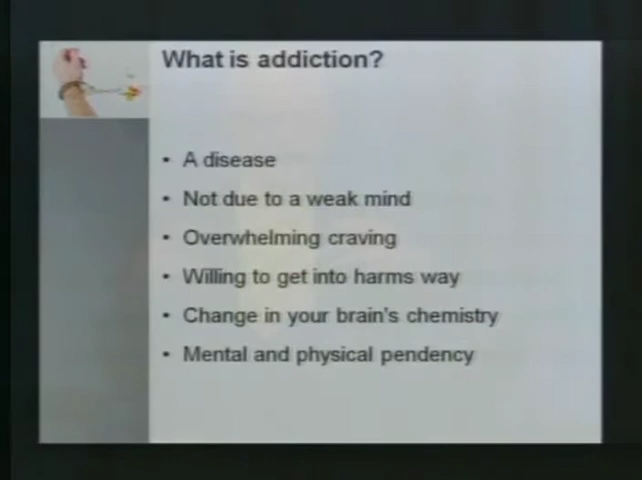 What is addiction?
• A disease
• Not due to a weak mind
• Overwhelming craving
• Willing to get into harms way
• Change in your brain's chemistry
• Mental and physical pendency